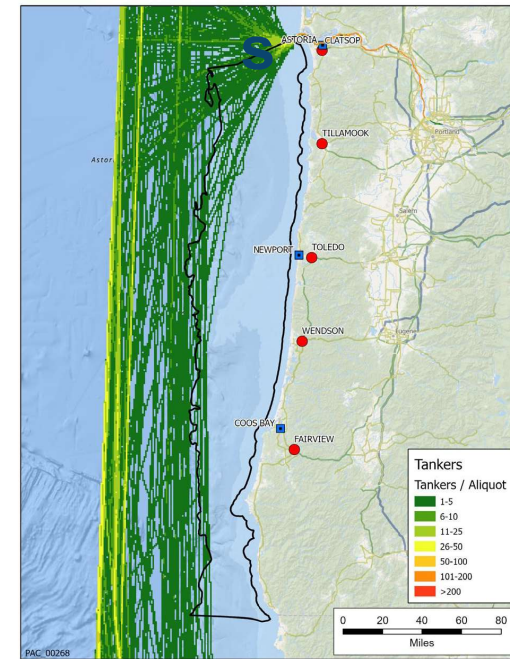 S
ASTORIA CLATSOP
Astor
TILLAMOOK
Portland
Salem
NEWPORT TOLEDO
WENDSON
Eugene
COOS BAY
FAIRVIEW
Tankers
Tankers / Aliquot
1-5
6-10
11-25
26-50
50-100
101-200
>200
0 20 40 60 80
Miles
PAC_00268